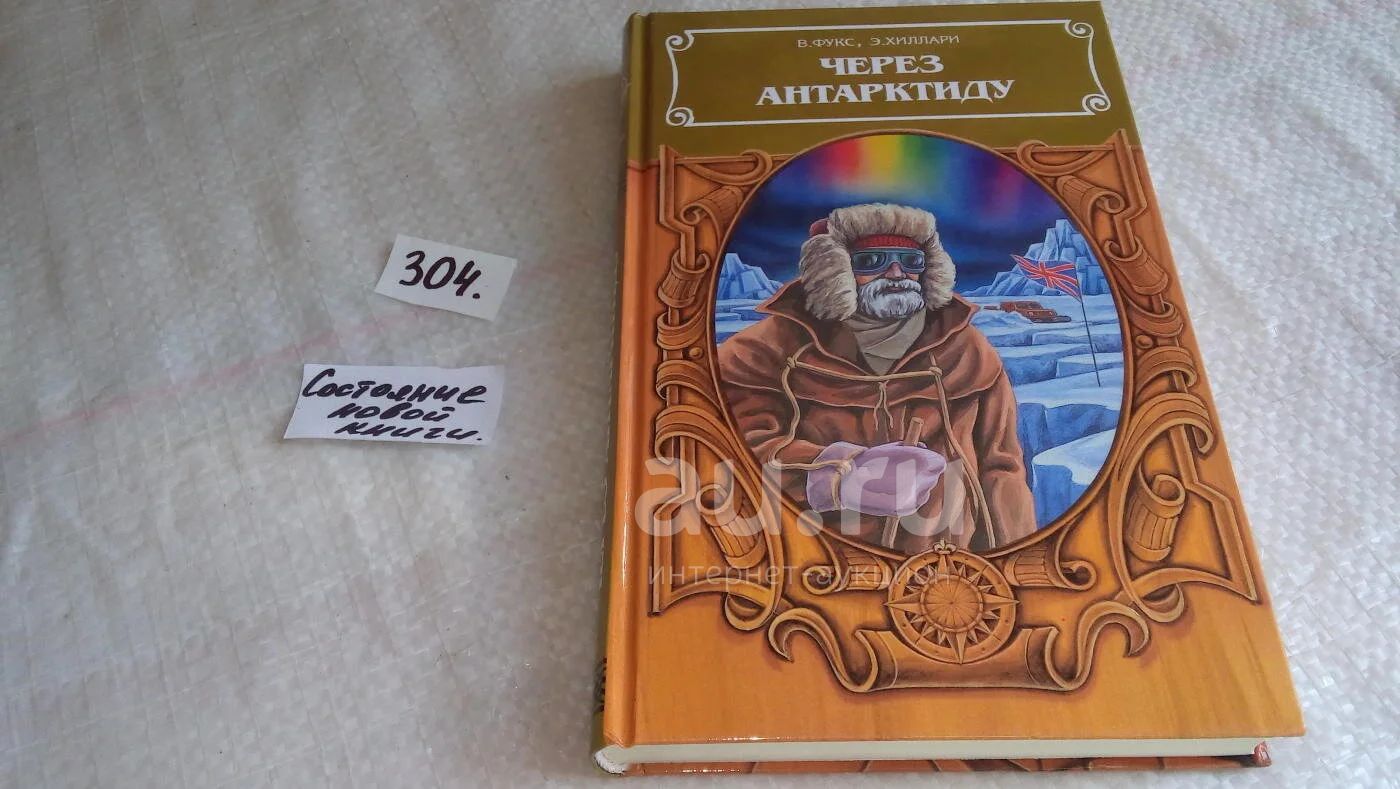 В. ФУКС, Э. ХИЛЛАРИ
ЧЕРЕЗ
АНТАРКТИДУ
304.
Состояние
новой
книги.
au.ru
интернет-аукцион